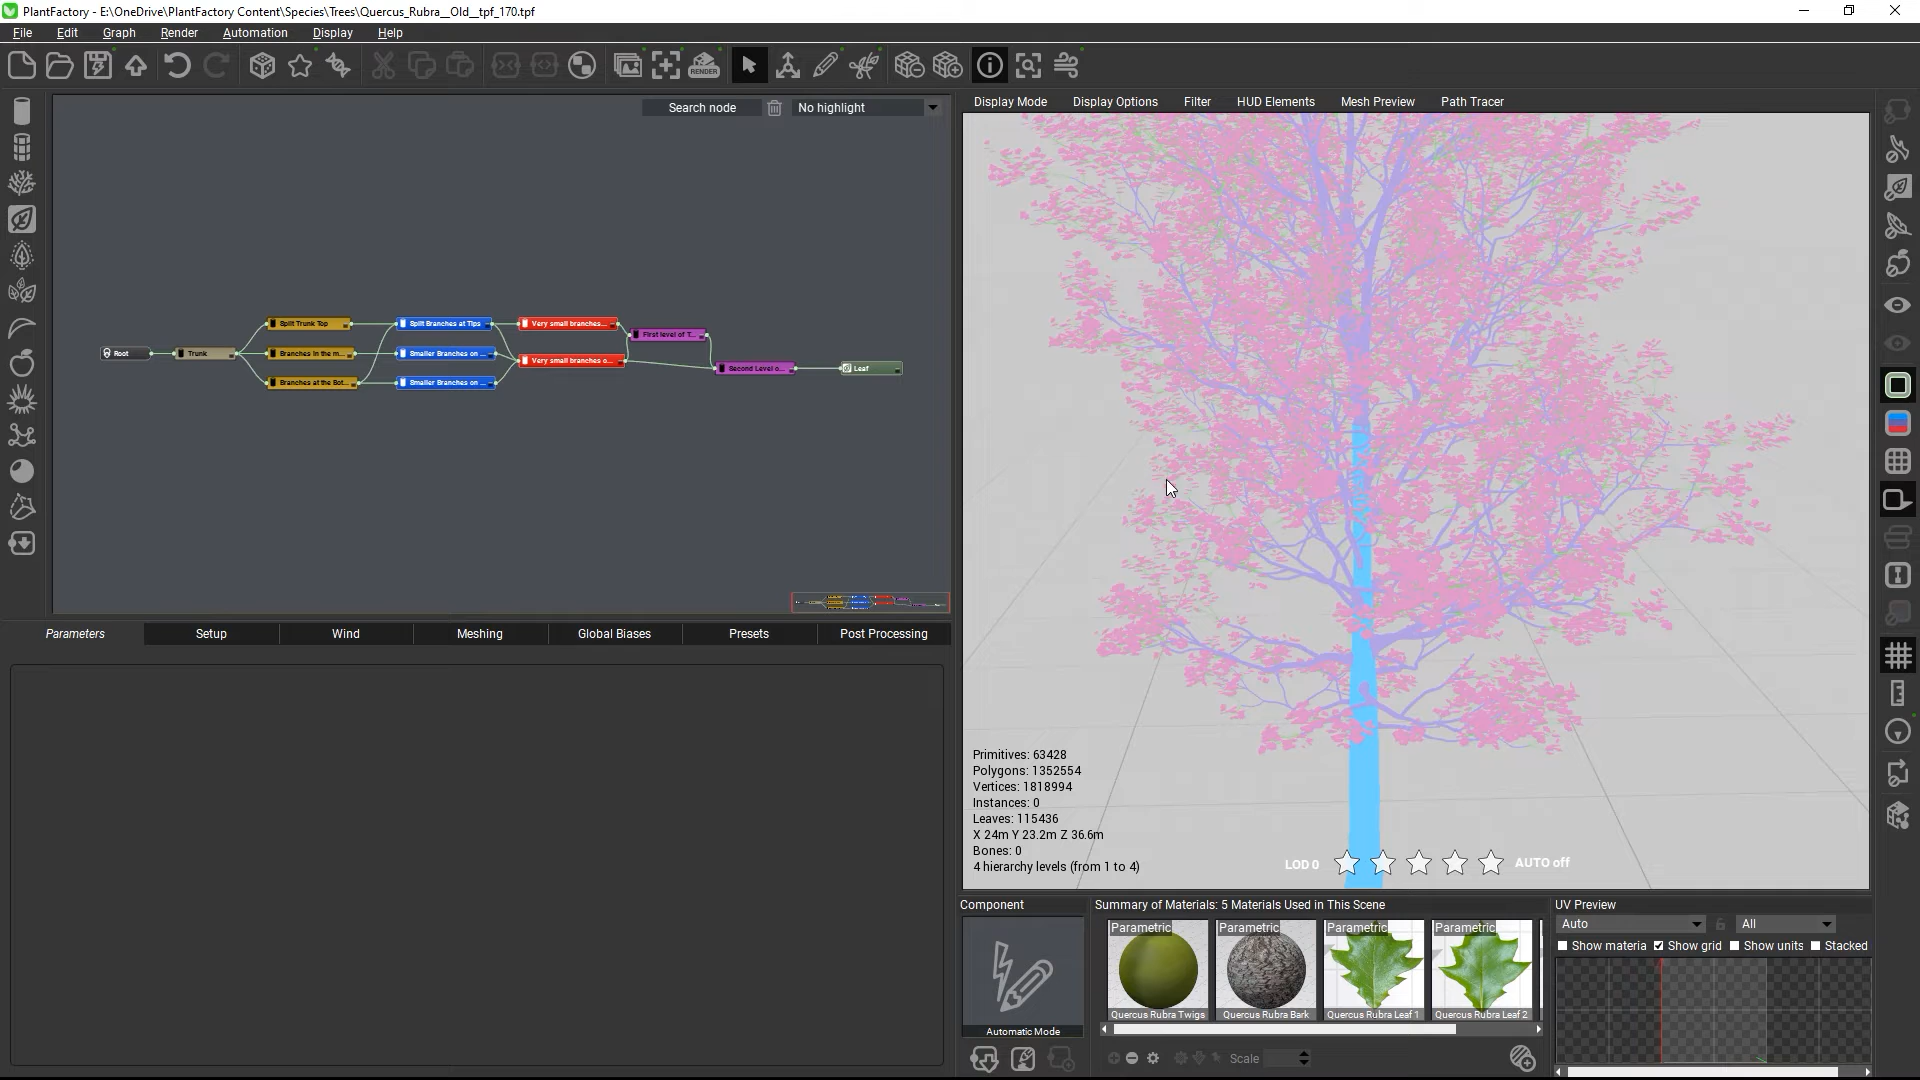 PlantFactory - E:\OneDrive\PlantFactory Content\Species\Trees\Quercus_Rubra__Old__tpf_170.tpf
File Edit Graph Render Automation Display Help
RENDER
Search node No highlight
Display Mode Display Options Filter HUD Elements Mesh Preview Path Tracer
Root
Trunk
Split Trunk Top
Branches in the m...
Branches at the Bot...
Split Branches at Tips
Smaller Branches on ...
Smaller Branches on ...
Very small branches...
Very small branches o...
First level of T...
Second Level o...
Leaf
Parameters Setup Wind Meshing Global Biases Presets Post Processing
Primitives: 63428
Polygons: 1352554
Vertices: 1818994
Instances: 0
Leaves: 115436
X 24m Y 23.2m Z 36.6m
Bones: 0
4 hierarchy levels (from 1 to 4)
LOD 0 AUTO off
Component
Automatic Mode
Summary of Materials: 5 Materials Used in This Scene
Parametric Parametric Parametric Parametric
Quercus Rubra Twigs Quercus Rubra Bark Quercus Rubra Leaf 1 Quercus Rubra Leaf 2
Scale
UV Preview
Auto All
Show materia Show grid Show units Stacked